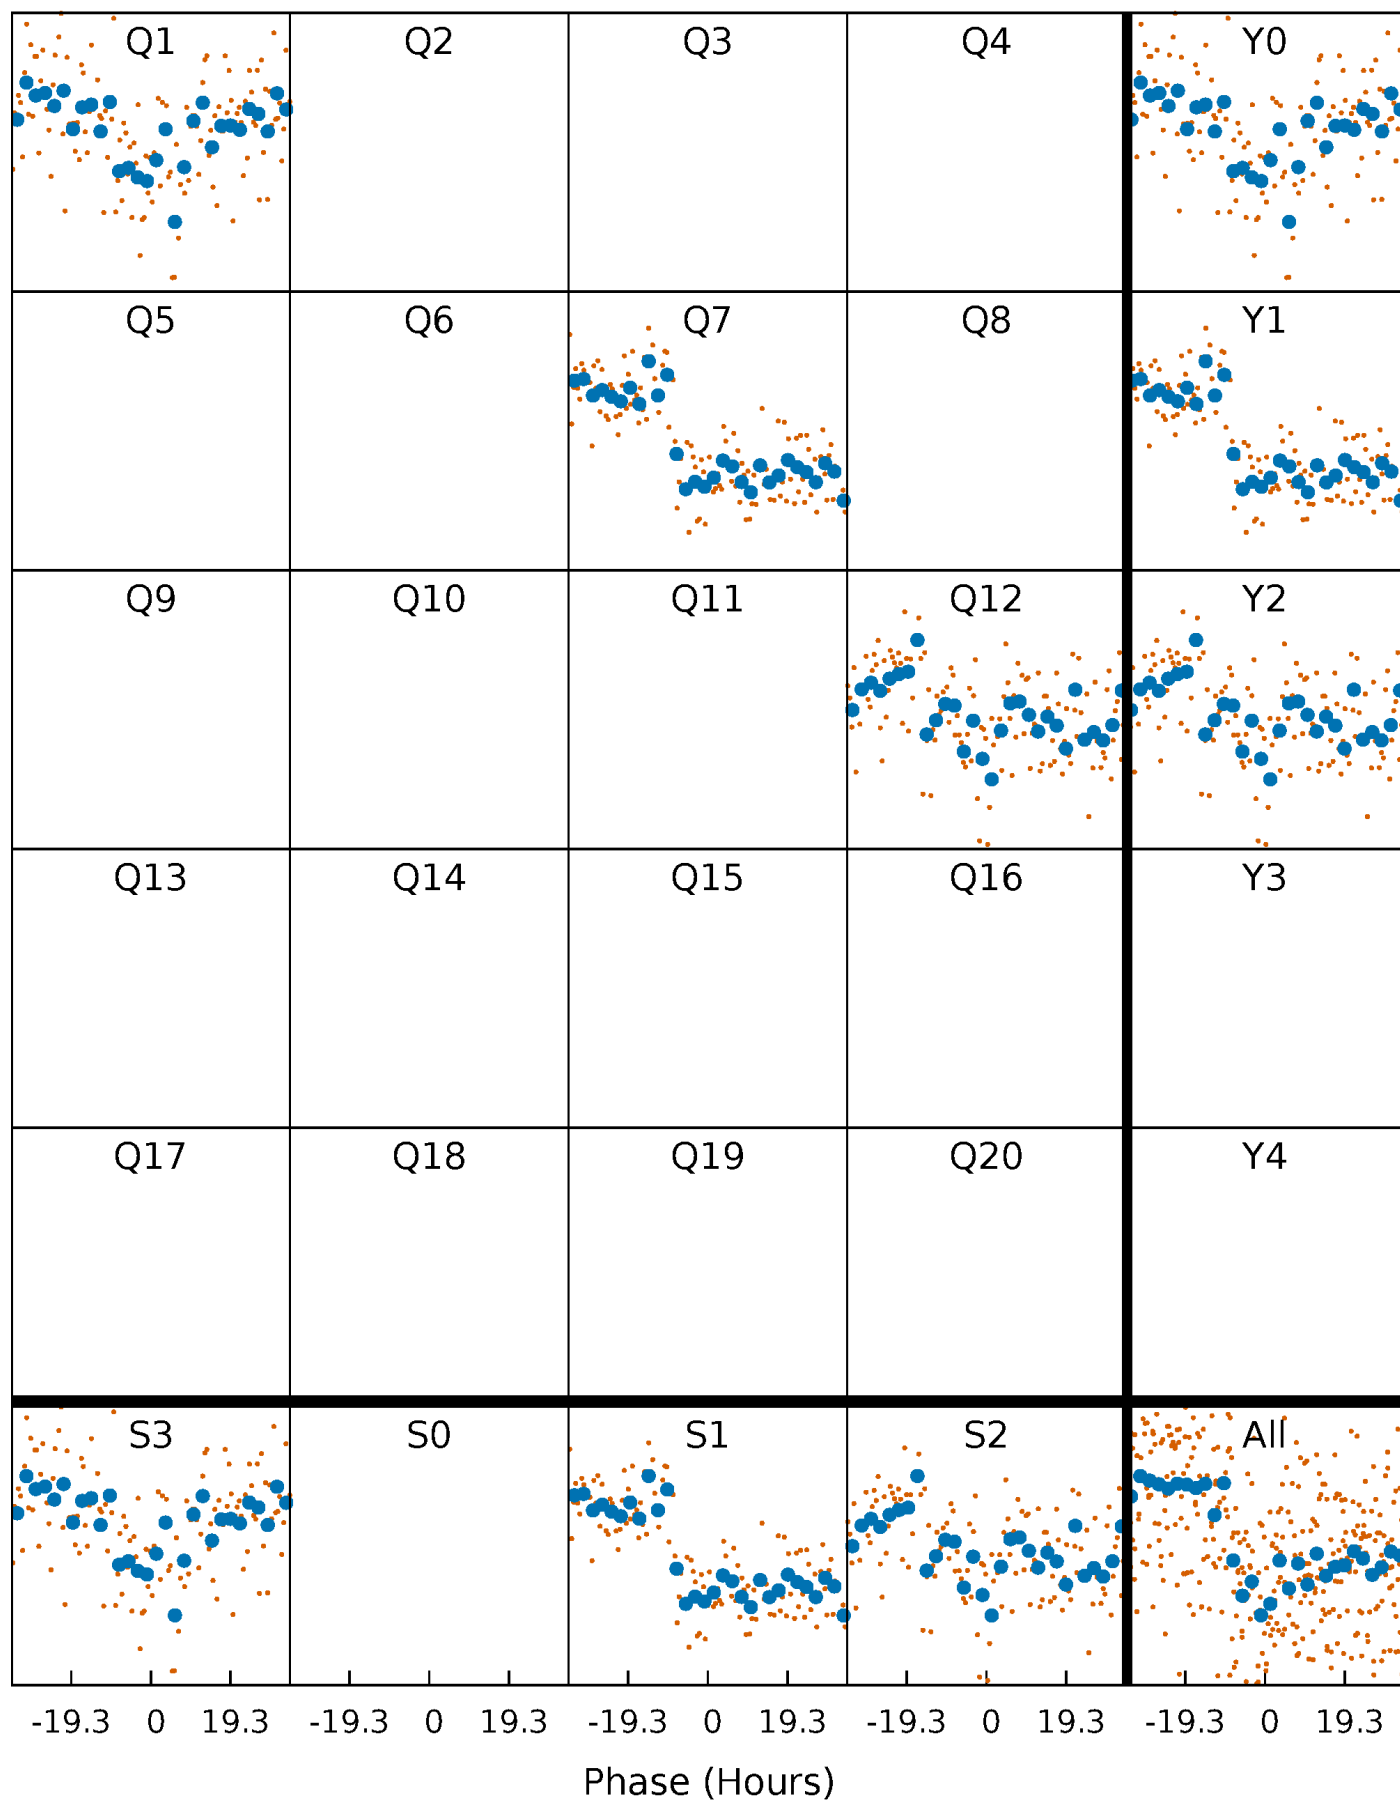 Q1 Q2 Q3 Q4 Y0
Q5 Q6 Q7 Q8 Y1
Q9 Q10 Q11 Q12 Y2
Q13 Q14 Q15 Q16 Y3
Q17 Q18 Q19 Q20 Y4
S3 S0 S1 S2 All
-19.3 0 19.3 -19.3 0 19.3 -19.3 0 19.3 -19.3 0 19.3 -19.3 0 19.3
Phase (Hours)